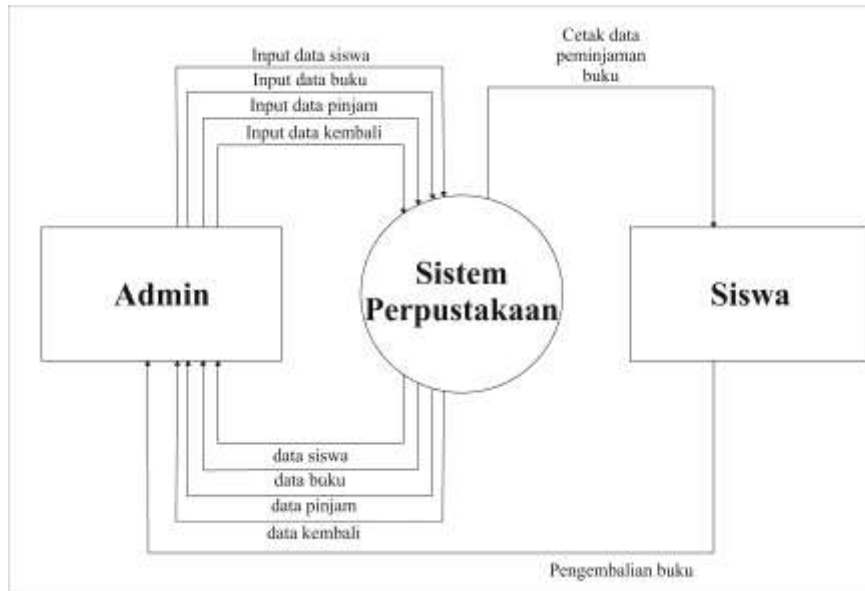 Input data siswa
Input data buku
Input data pinjam
Input data kembali
Cetak data
peminjaman
buku
Admin
Sistem
Perpustakaan
Siswa
data siswa
data buku
data pinjam
data kembali
Pengembalian buku